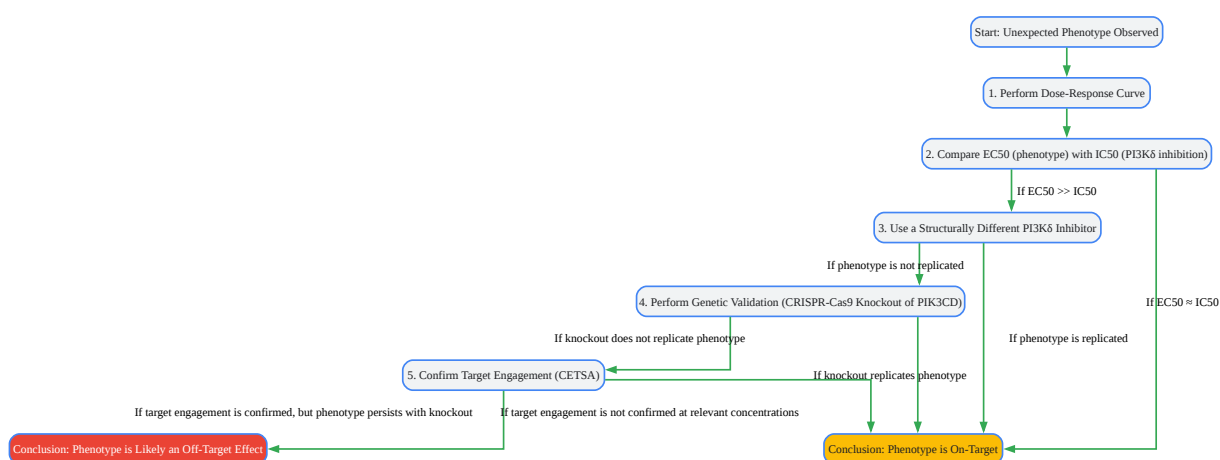 Start: Unexpected Phenotype Observed
1. Perform Dose-Response Curve
2. Compare EC50 (phenotype) with IC50 (PI3Kδ inhibition)
If EC50 >> IC50
3. Use a Structurally Different PI3Kδ Inhibitor
If phenotype is not replicated
4. Perform Genetic Validation (CRISPR-Cas9 Knockout of PIK3CD)
If EC50 ≈ IC50
If knockout does not replicate phenotype
If phenotype is replicated
5. Confirm Target Engagement (CETSA)
If knockout replicates phenotype
If target engagement is confirmed, but phenotype persists with knockout
If target engagement is not confirmed at relevant concentrations
Conclusion: Phenotype is Likely an Off-Target Effect
Conclusion: Phenotype is On-Target